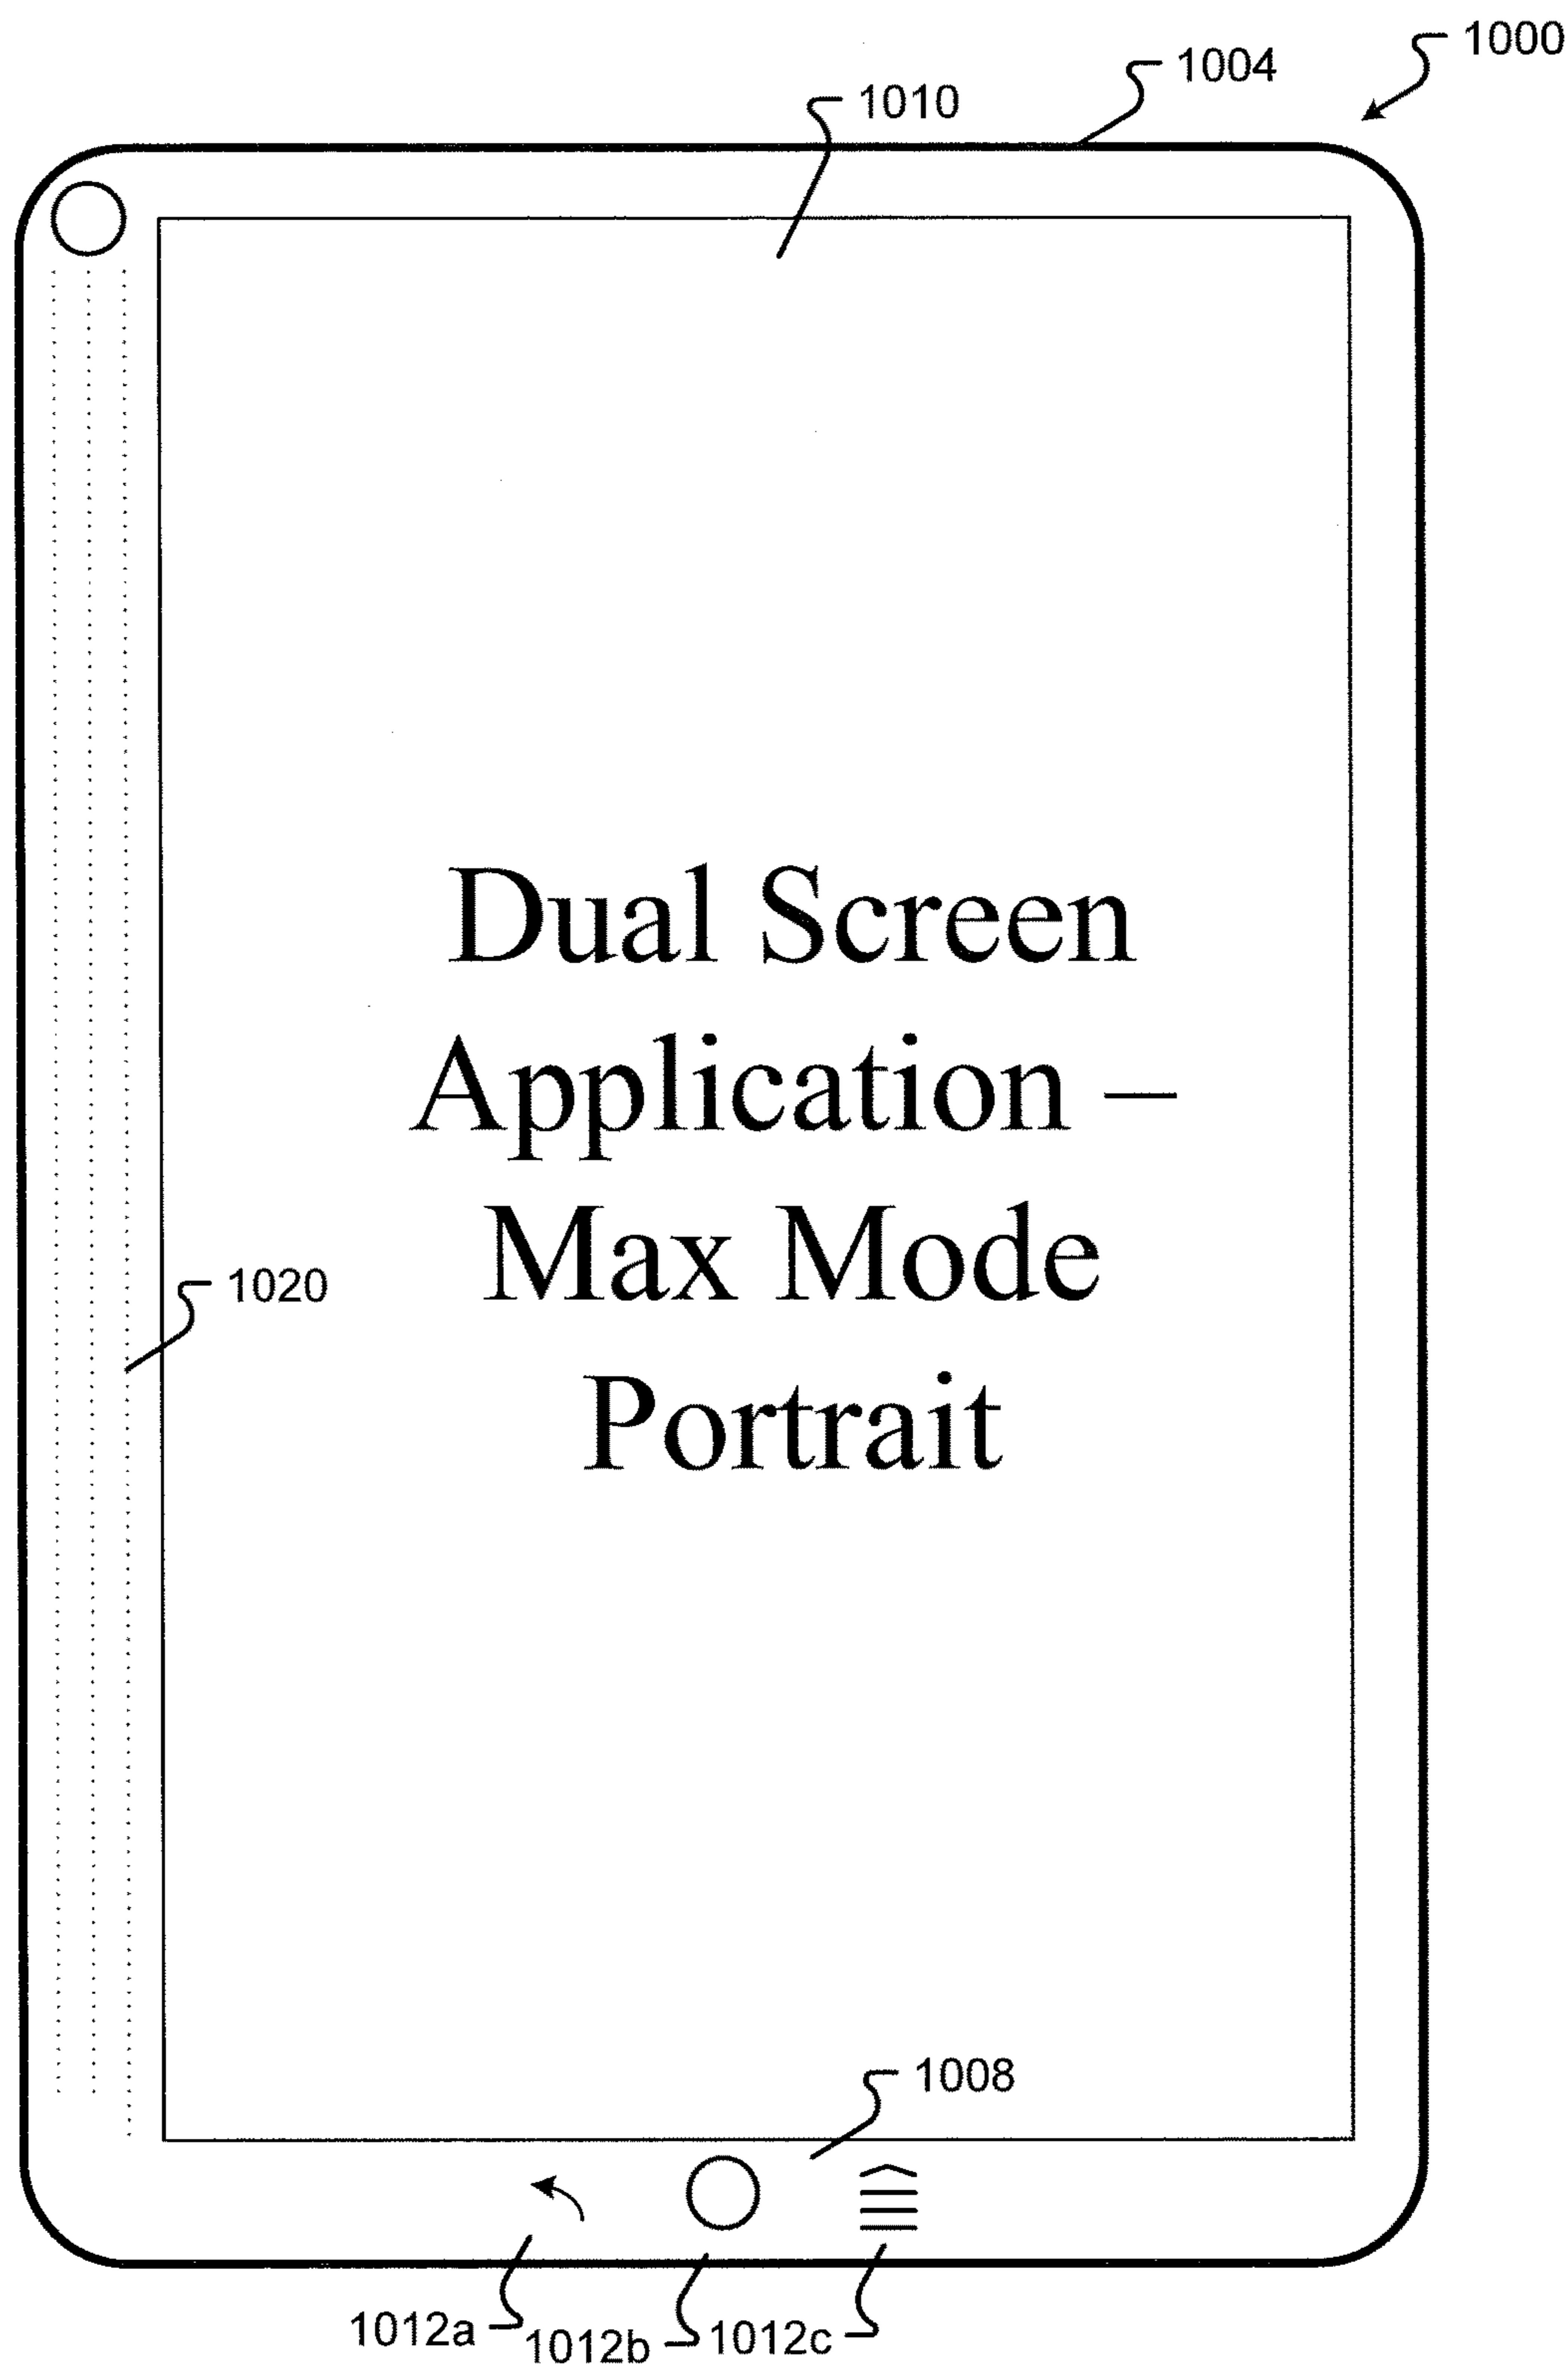 1000
1004
1010
Dual Screen
Application –
Max Mode
Portrait
1020
1008
1012a
1012b
1012c